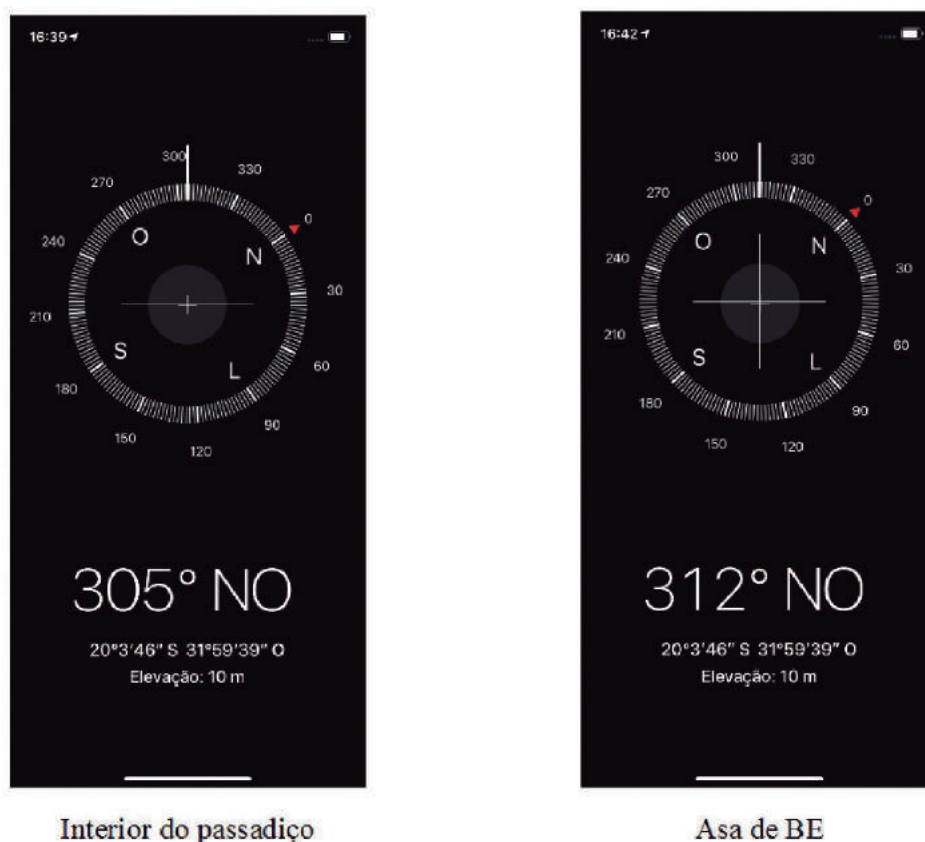 16:39
300
330
270
0
O
N
240
30
210
S
L
60
180
90
150
120
305° NO
20°3'46" S 31°59'39" O
Elevação: 10 m
Interior do passadiço
16:42
300
330
270
0
O
N
240
30
210
S
L
60
180
90
150
120
312° NO
20°3'46" S 31°59'39" O
Elevação: 10 m
Asa de BE